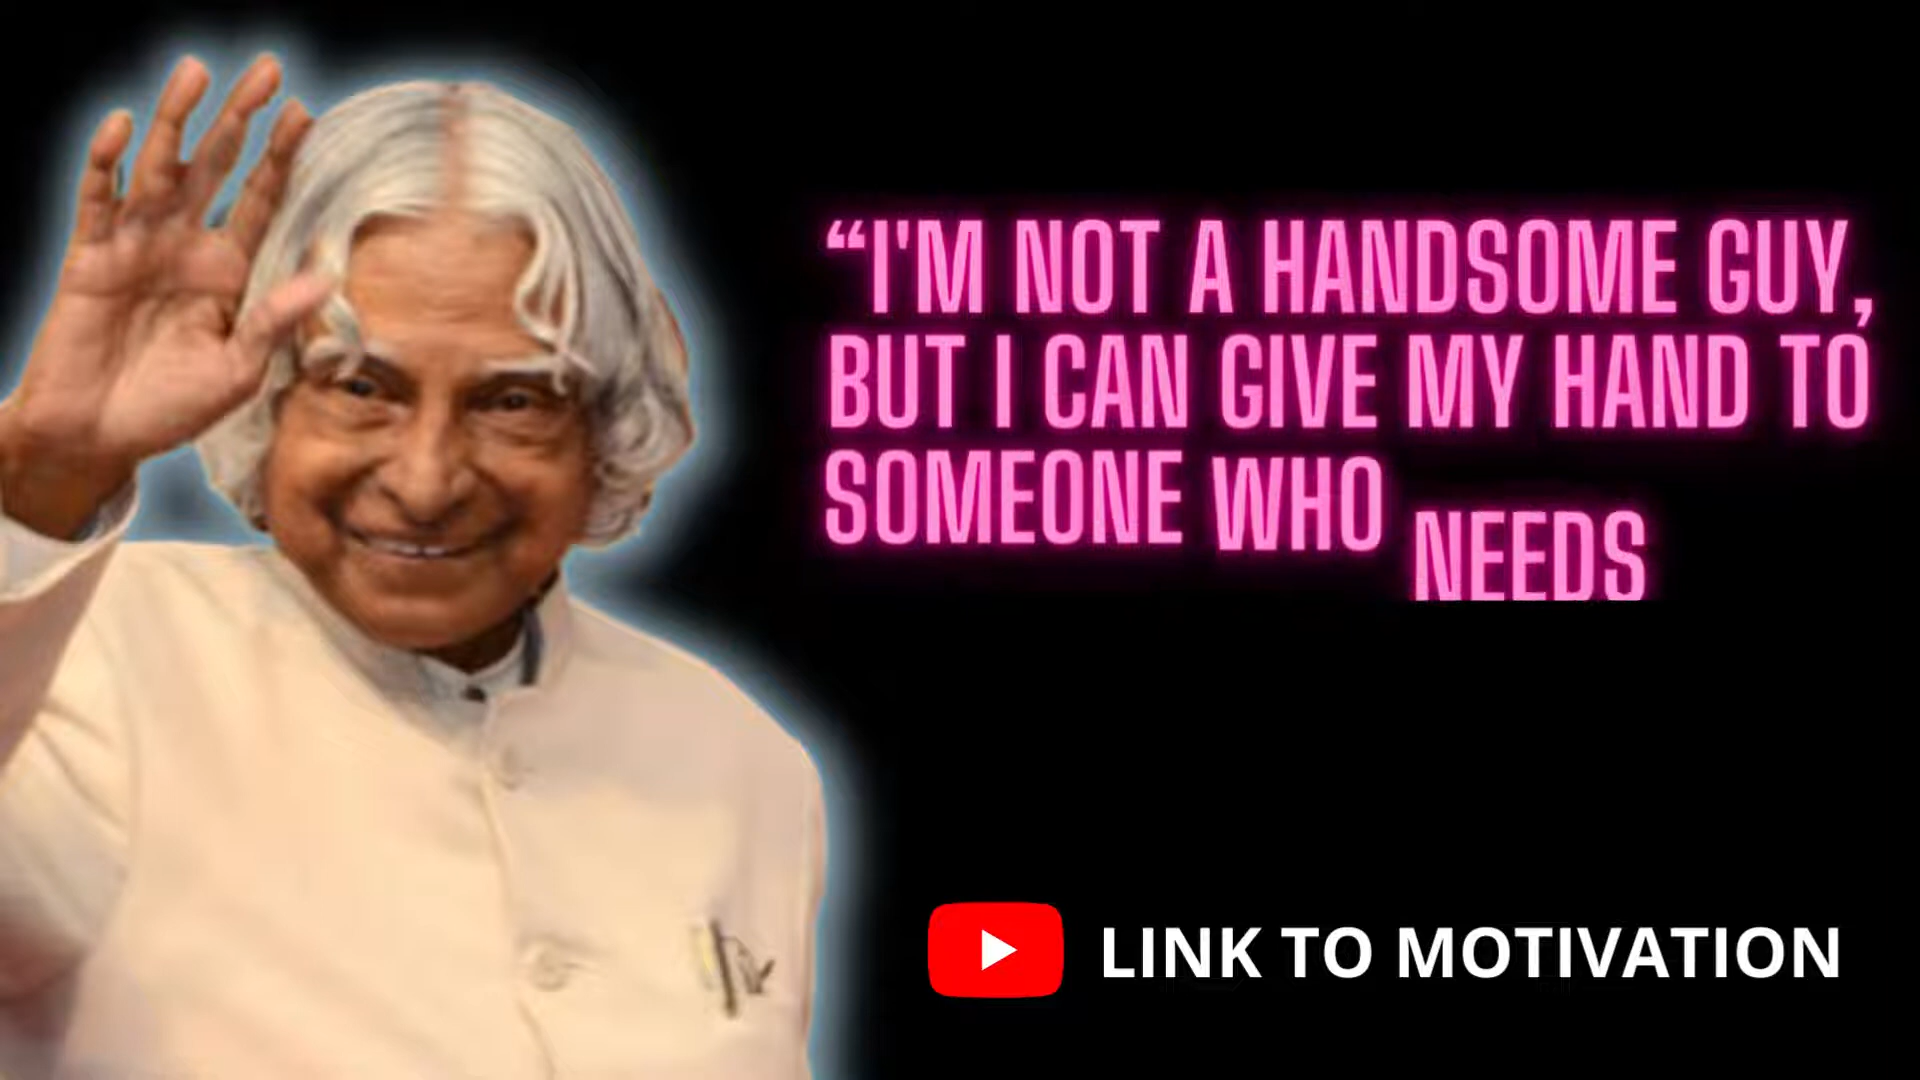 “I'M NOT A HANDSOME GUY,
BUT I CAN GIVE MY HAND TO
SOMEONE WHO NEEDS
LINK TO MOTIVATION